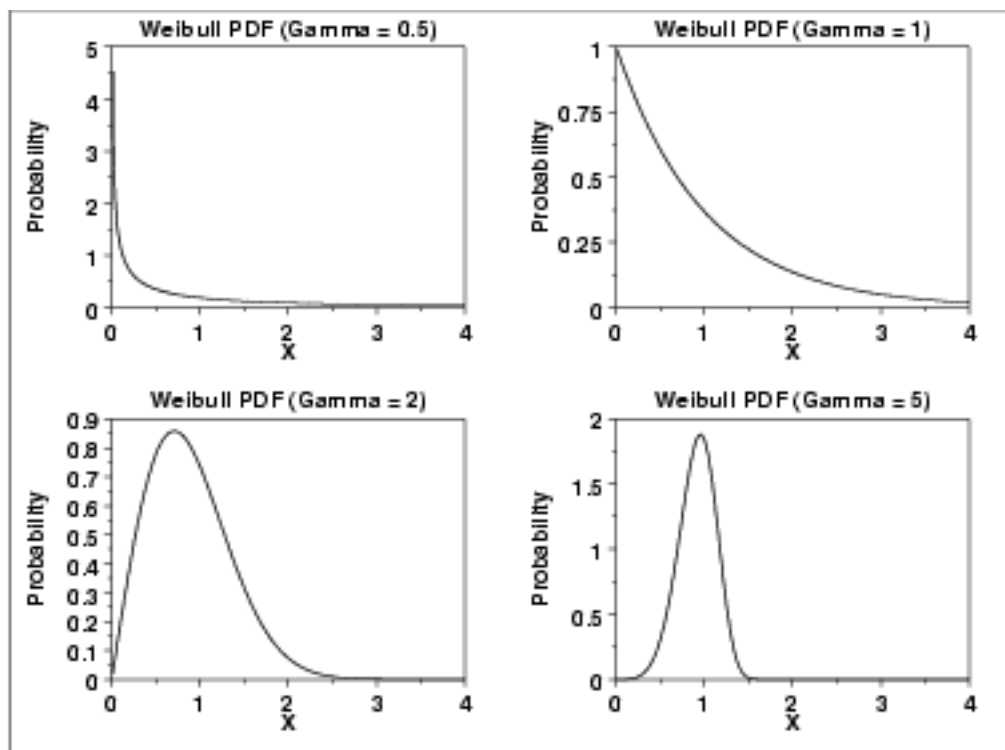 Weibull PDF (Gamma = 0.5)
Probability
5
4
3
2
1
0
0 1 2 3 4
X
Weibull PDF (Gamma = 1)
Probability
1
0.75
0.5
0.25
0
0 1 2 3 4
X
Weibull PDF (Gamma = 2)
Probability
0.9
0.8
0.7
0.6
0.5
0.4
0.3
0.2
0.1
0
0 1 2 3 4
X
Weibull PDF (Gamma = 5)
Probability
2
1.5
1
0.5
0
0 1 2 3 4
X